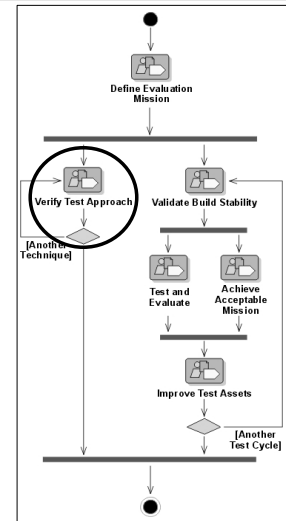 Define Evaluation
Mission
Verify Test Approach
Validate Build Stability
[Another
Technique]
Test and
Evaluate
Achieve
Acceptable
Mission
Improve Test Assets
[Another
Test Cycle]